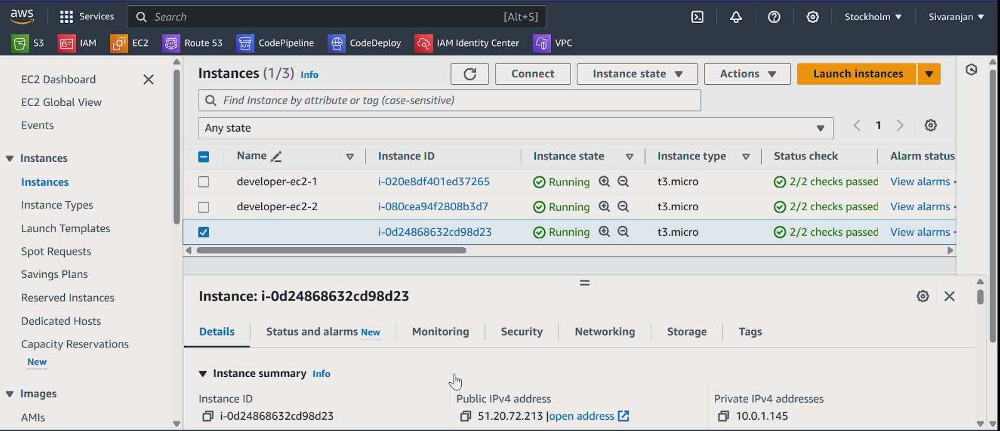 aws Services Search [Alt+S] Stockholm Sivaranjan
S3 IAM EC2 Route 53 CodePipeline CodeDeploy IAM Identity Center VPC
EC2 Dashboard
EC2 Global View
Events
Instances
Instances
Instance Types
Launch Templates
Spot Requests
Savings Plans
Reserved Instances
Dedicated Hosts
Capacity Reservations
New
Images
AMIs
Instances (1/3) Info Connect Instance state Actions Launch instances
Find Instance by attribute or tag (case-sensitive)
Any state 1
Name Instance ID Instance state Instance type Status check Alarm status
developer-ec2-1 i-020e8df401ed37265 Running t3.micro 2/2 checks passed View alarms
developer-ec2-2 i-080cea94f2808b3d7 Running t3.micro 2/2 checks passed View alarms
i-0d24868632cd98d23 Running t3.micro 2/2 checks passed View alarms
Instance: i-0d24868632cd98d23
Details Status and alarms New Monitoring Security Networking Storage Tags
Instance summary Info
Instance ID Public IPv4 address Private IPv4 addresses
i-0d24868632cd98d23 51.20.72.213 |open address 10.0.1.145